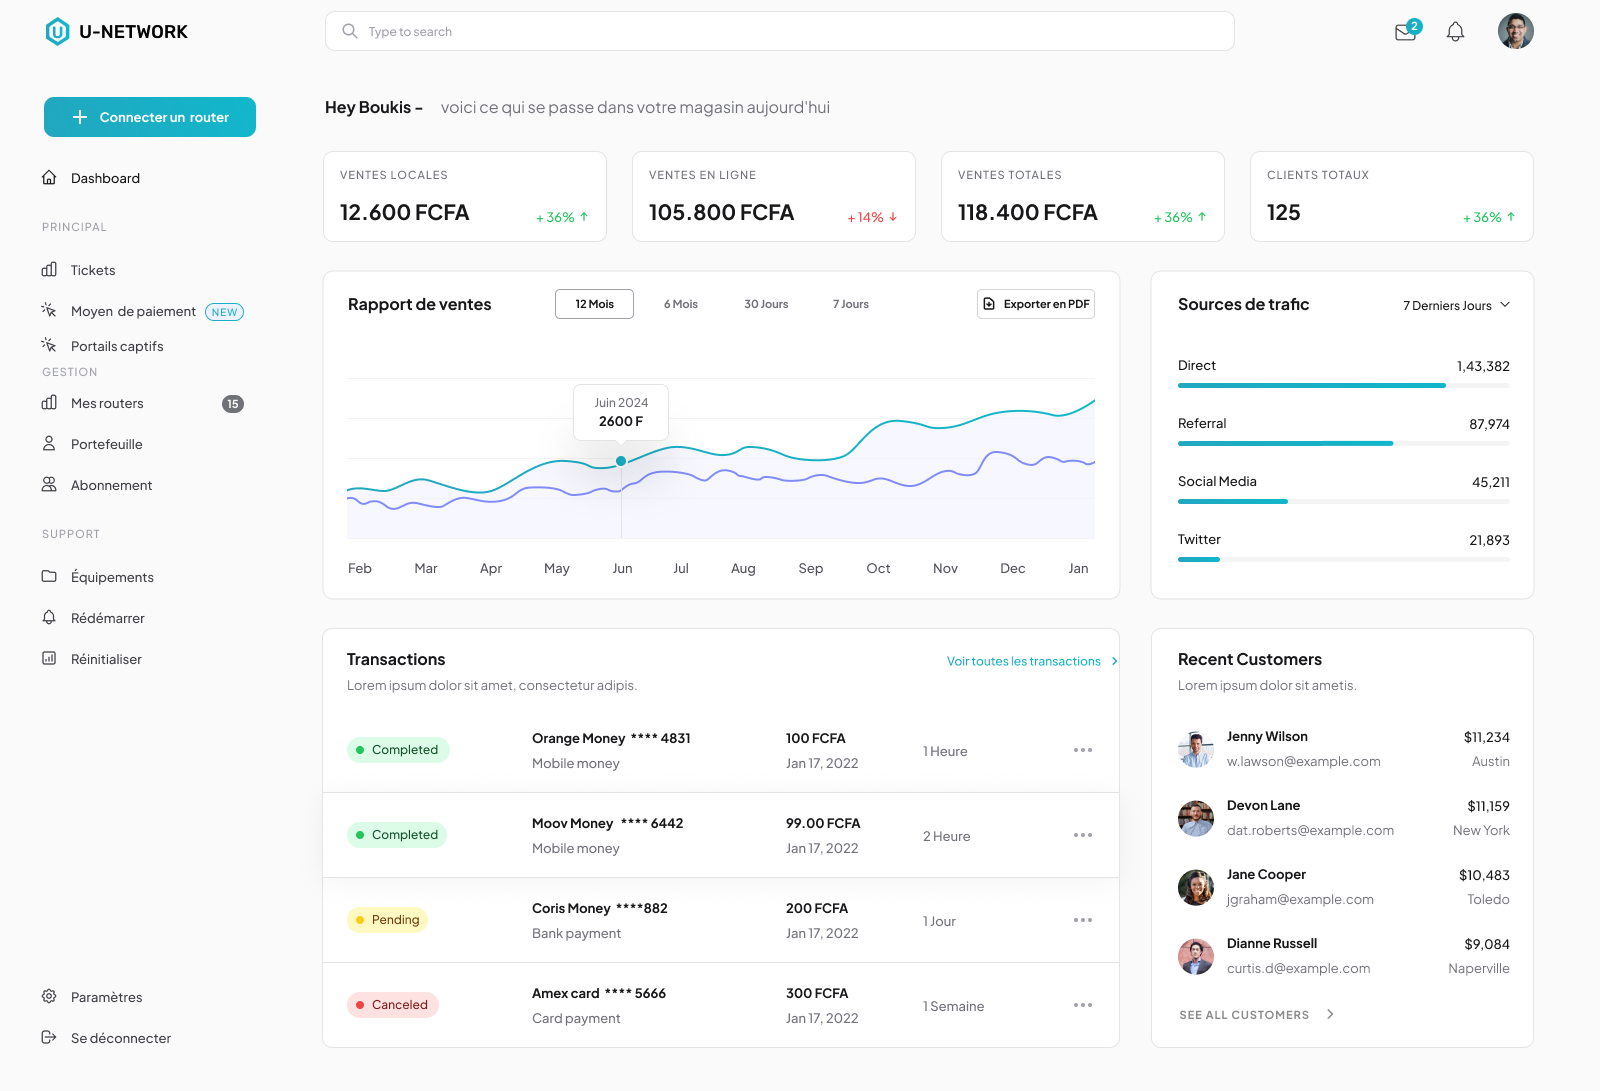 U-NETWORK
Type to search
2
Connecter un router
Dashboard
PRINCIPAL
Tickets
Moyen de paiement NEW
Portails captifs
GESTION
Mes routers 15
Portefeuille
Abonnement
SUPPORT
Équipements
Rédémarrer
Réinitialiser
Paramètres
Se déconnecter
Hey Boukis - voici ce qui se passe dans votre magasin aujourd'hui
VENTES LOCALES
12.600 FCFA + 36% ↑
VENTES EN LIGNE
105.800 FCFA + 14% ↓
VENTES TOTALES
118.400 FCFA + 36% ↑
CLIENTS TOTAUX
125 + 36% ↑
Rapport de ventes 12 Mois 6 Mois 30 Jours 7 Jours Exporter en PDF
Juin 2024
2600 F
Feb Mar Apr May Jun Jul Aug Sep Oct Nov Dec Jan
Sources de trafic 7 Derniers Jours
Direct 1,43,382
Referral 87,974
Social Media 45,211
Twitter 21,893
Transactions Voir toutes les transactions
Lorem ipsum dolor sit amet, consectetur adipis.
Completed Orange Money **** 4831 100 FCFA 1 Heure
Mobile money Jan 17, 2022
Completed Moov Money **** 6442 99.00 FCFA 2 Heure
Mobile money Jan 17, 2022
Pending Coris Money ****882 200 FCFA 1 Jour
Bank payment Jan 17, 2022
Canceled Amex card **** 5666 300 FCFA 1 Semaine
Card payment Jan 17, 2022
Recent Customers
Lorem ipsum dolor sit ametis.
Jenny Wilson $11,234
w.lawson@example.com Austin
Devon Lane $11,159
dat.roberts@example.com New York
Jane Cooper $10,483
jgraham@example.com Toledo
Dianne Russell $9,084
curtis.d@example.com Naperville
SEE ALL CUSTOMERS